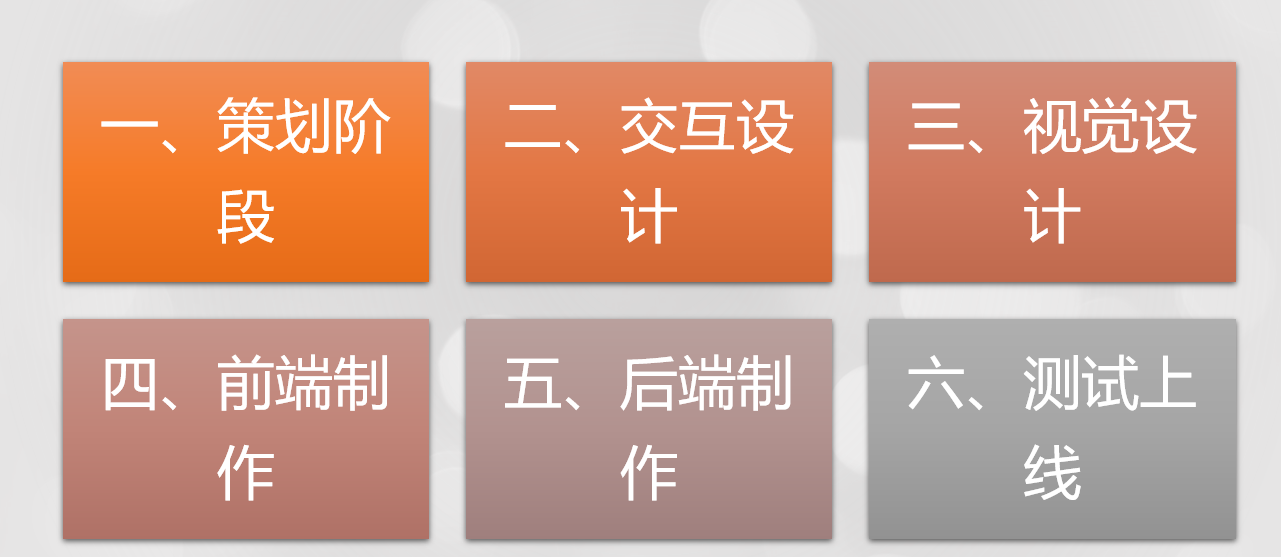 一、策划阶
段
二、交互设
计
三、视觉设
计
四、前端制
作
五、后端制
作
六、测试上
线